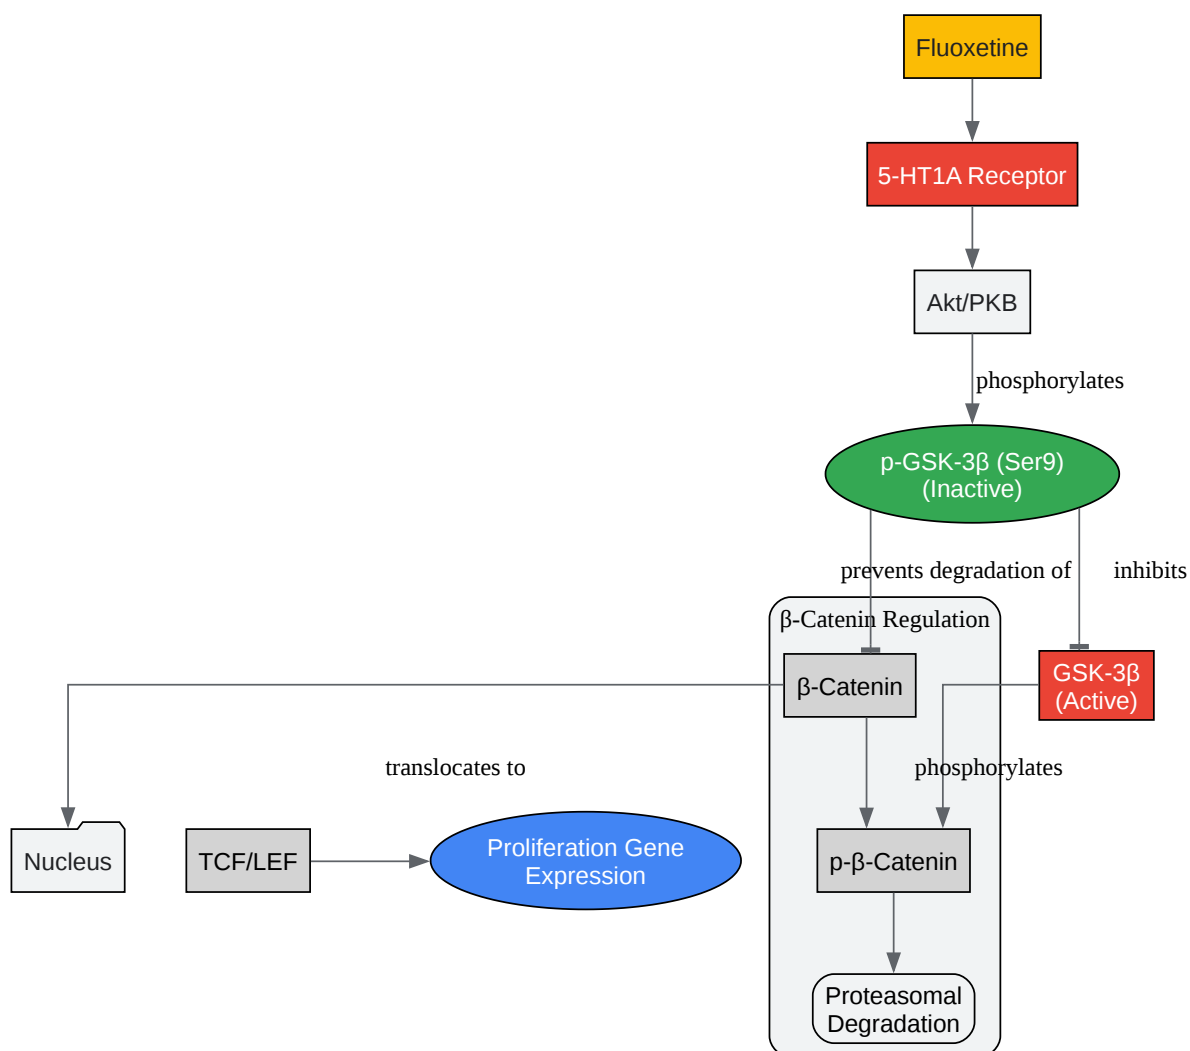 Fluoxetine
5-HT1A Receptor
Akt/PKB
phosphorylates
p-GSK-3β (Ser9)
(Inactive)
prevents degradation of
inhibits
β-Catenin Regulation
β-Catenin
GSK-3β
(Active)
translocates to
phosphorylates
Nucleus
TCF/LEF
Proliferation Gene
Expression
p-β-Catenin
Proteasomal
Degradation